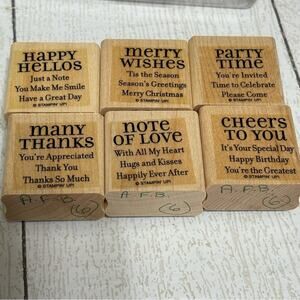 HAPPY
HELLOS
Just a Note
You Make Me Smile
Have a Great Day
© STAMPIN' UP!
merry
WISHES
'Tis the Season
Season's Greetings
Merry Christmas
© STAMPIN' UP!
PARTY
TIME
You're Invited
Time to Celebrate
Please Come
© STAMPIN' UP!
many
THANKS
You're Appreciated
Thank You
Thanks So Much
© STAMPIN' UP!
A.F.B.
(6)
NOTE
OF LOVE
With All My Heart
Hugs and Kisses
Happily Ever After
© STAMPIN' UP!
A.F.B.
(6)
CHEERS
TO YOU
It's Your Special Day
Happy Birthday
You're the Greatest
© STAMPIN' UP!
A.F.B.
(6)